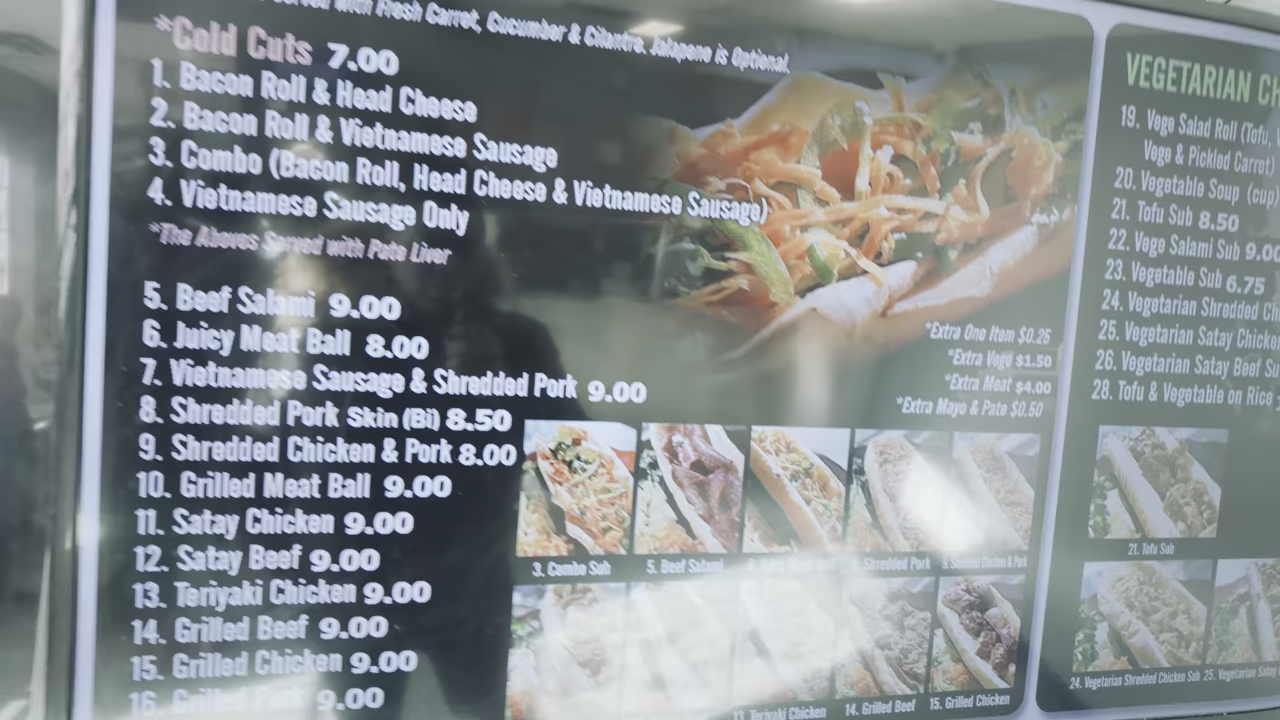 Served with Fresh Carrot, Cucumber & Cilantro. Jalapeno is Optional.
*Cold Cuts 7.00
1. Bacon Roll & Head Cheese
2. Bacon Roll & Vietnamese Sausage
3. Combo (Bacon Roll, Head Cheese & Vietnamese Sausage)
4. Vietnamese Sausage Only
*The Aboves Served with Pate Liver
5. Beef Salami 9.00
6. Juicy Meat Ball 8.00
7. Vietnamese Sausage & Shredded Pork 9.00
8. Shredded Pork Skin (Bi) 8.50
9. Shredded Chicken & Pork 8.00
10. Grilled Meat Ball 9.00
11. Satay Chicken 9.00
12. Satay Beef 9.00
13. Teriyaki Chicken 9.00
14. Grilled Beef 9.00
15. Grilled Chicken 9.00
16. Grilled 9.00
*Extra One Item $0.25
*Extra Vege $1.50
*Extra Meat $4.00
*Extra Mayo & Pate $0.50
3. Combo Sub
5. Beef Salami
Shredded Pork
9. Shredded Chicken & Pork
13. Teriyaki Chicken
14. Grilled Beef
15. Grilled Chicken
VEGETARIAN CH
19. Vege Salad Roll (Tofu,
Vege & Pickled Carrot)
20. Vegetable Soup (cup)
21. Tofu Sub 8.50
22. Vege Salami Sub 9.00
23. Vegetable Sub 6.75
24. Vegetarian Shredded Ch
25. Vegetarian Satay Chicken
26. Vegetarian Satay Beef Su
28. Tofu & Vegetable on Rice
21. Tofu Sub
24. Vegetarian Shredded Chicken Sub
25. Vegetarian Satay